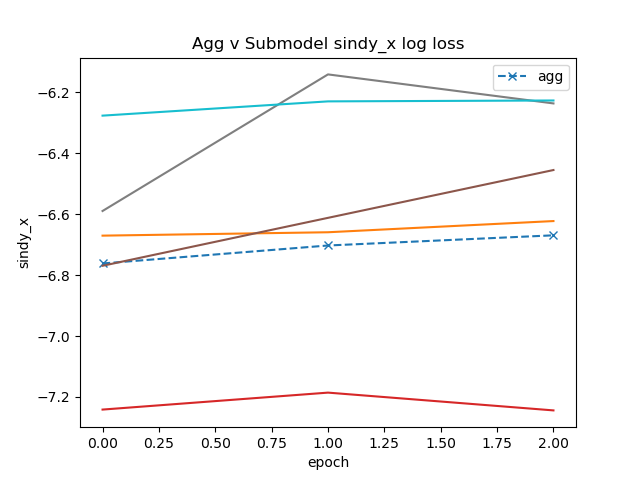 Agg v Submodel sindy_x log loss
agg
−6.2
−6.4
−6.6
−6.8
−7.0
−7.2
sindy_x
0.00 0.25 0.50 0.75 1.00 1.25 1.50 1.75 2.00
epoch